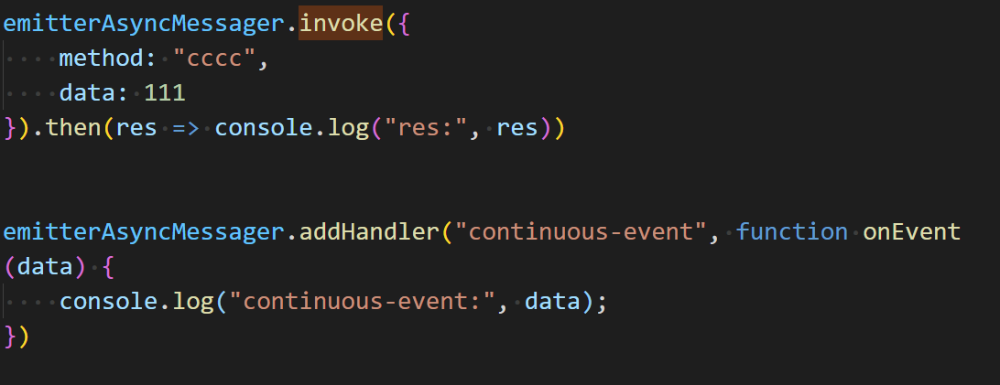 emitterAsyncMessager.invoke({
    method: "cccc",
    data: 111
}).then(res => console.log("res:", res))
emitterAsyncMessager.addHandler("continuous-event", function onEvent
(data) {
    console.log("continuous-event:", data);
})